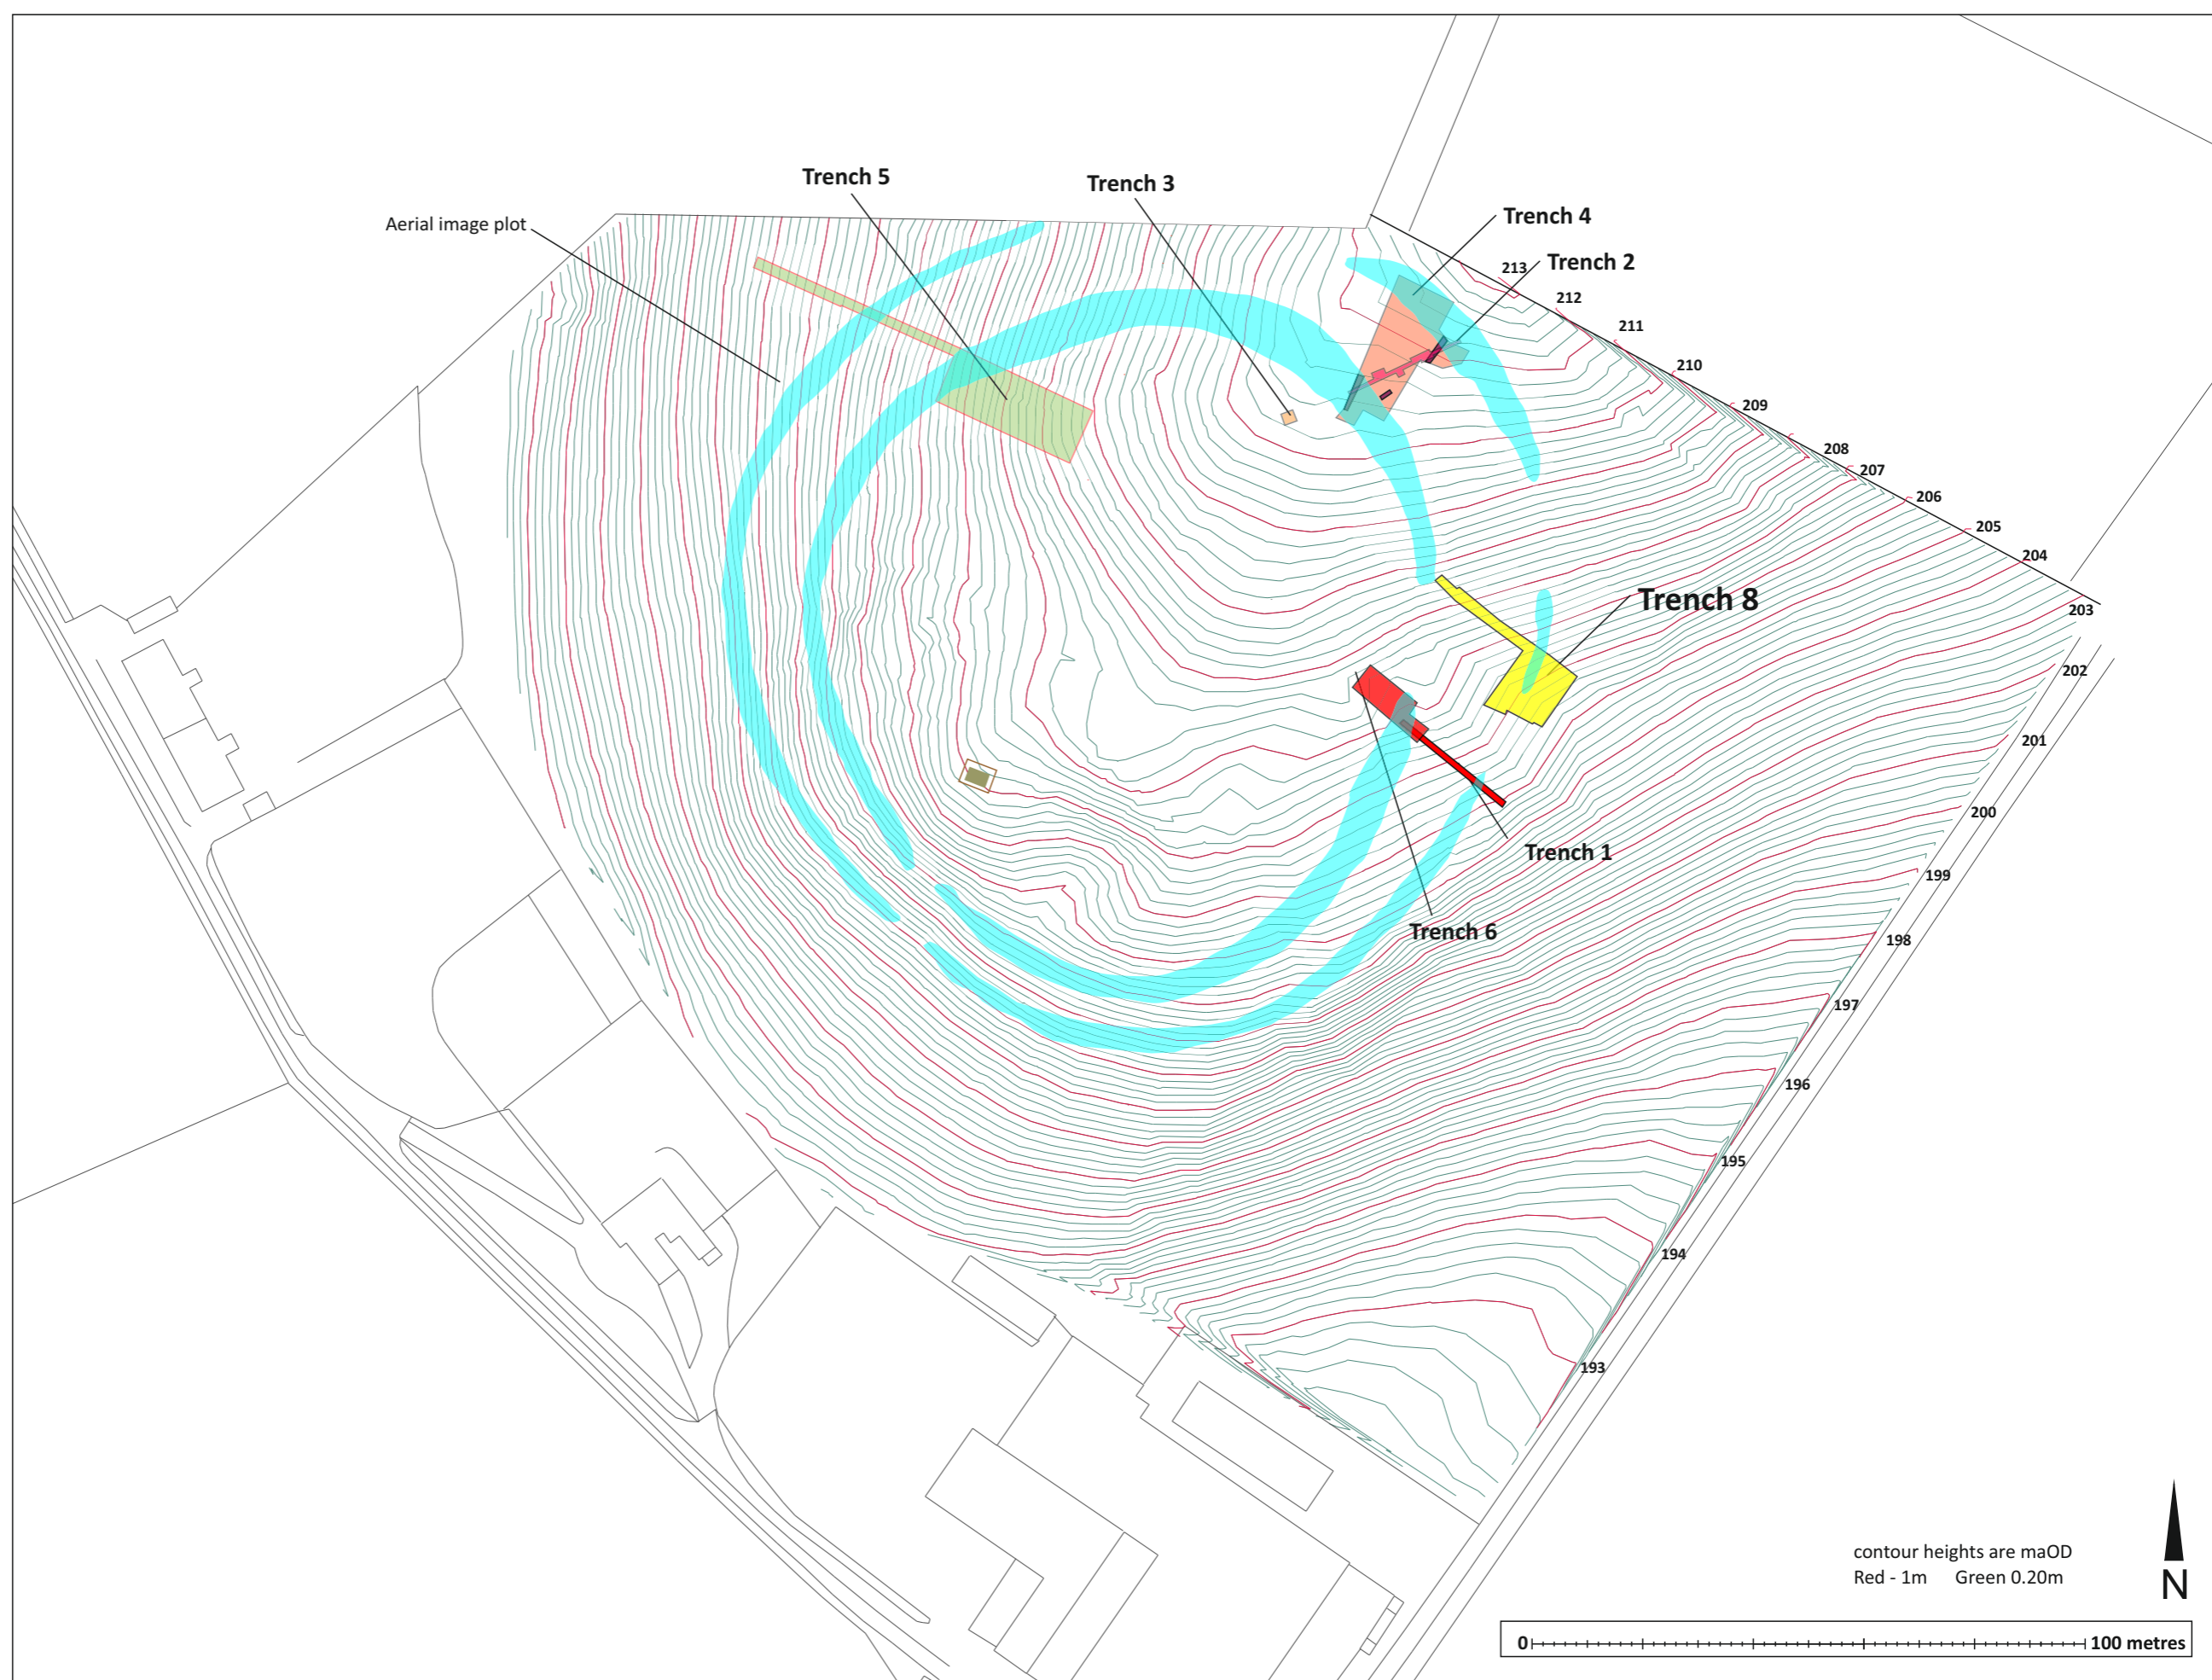 Trench 5
Trench 3
Aerial image plot
Trench 4
Trench 2
213
212
211
210
209
208
207
206
205
204
203
Trench 8
202
201
200
199
198
197
196
195
194
193
Trench 1
Trench 6
contour heights are maOD
Red - 1m Green 0.20m
N
0 100 metres